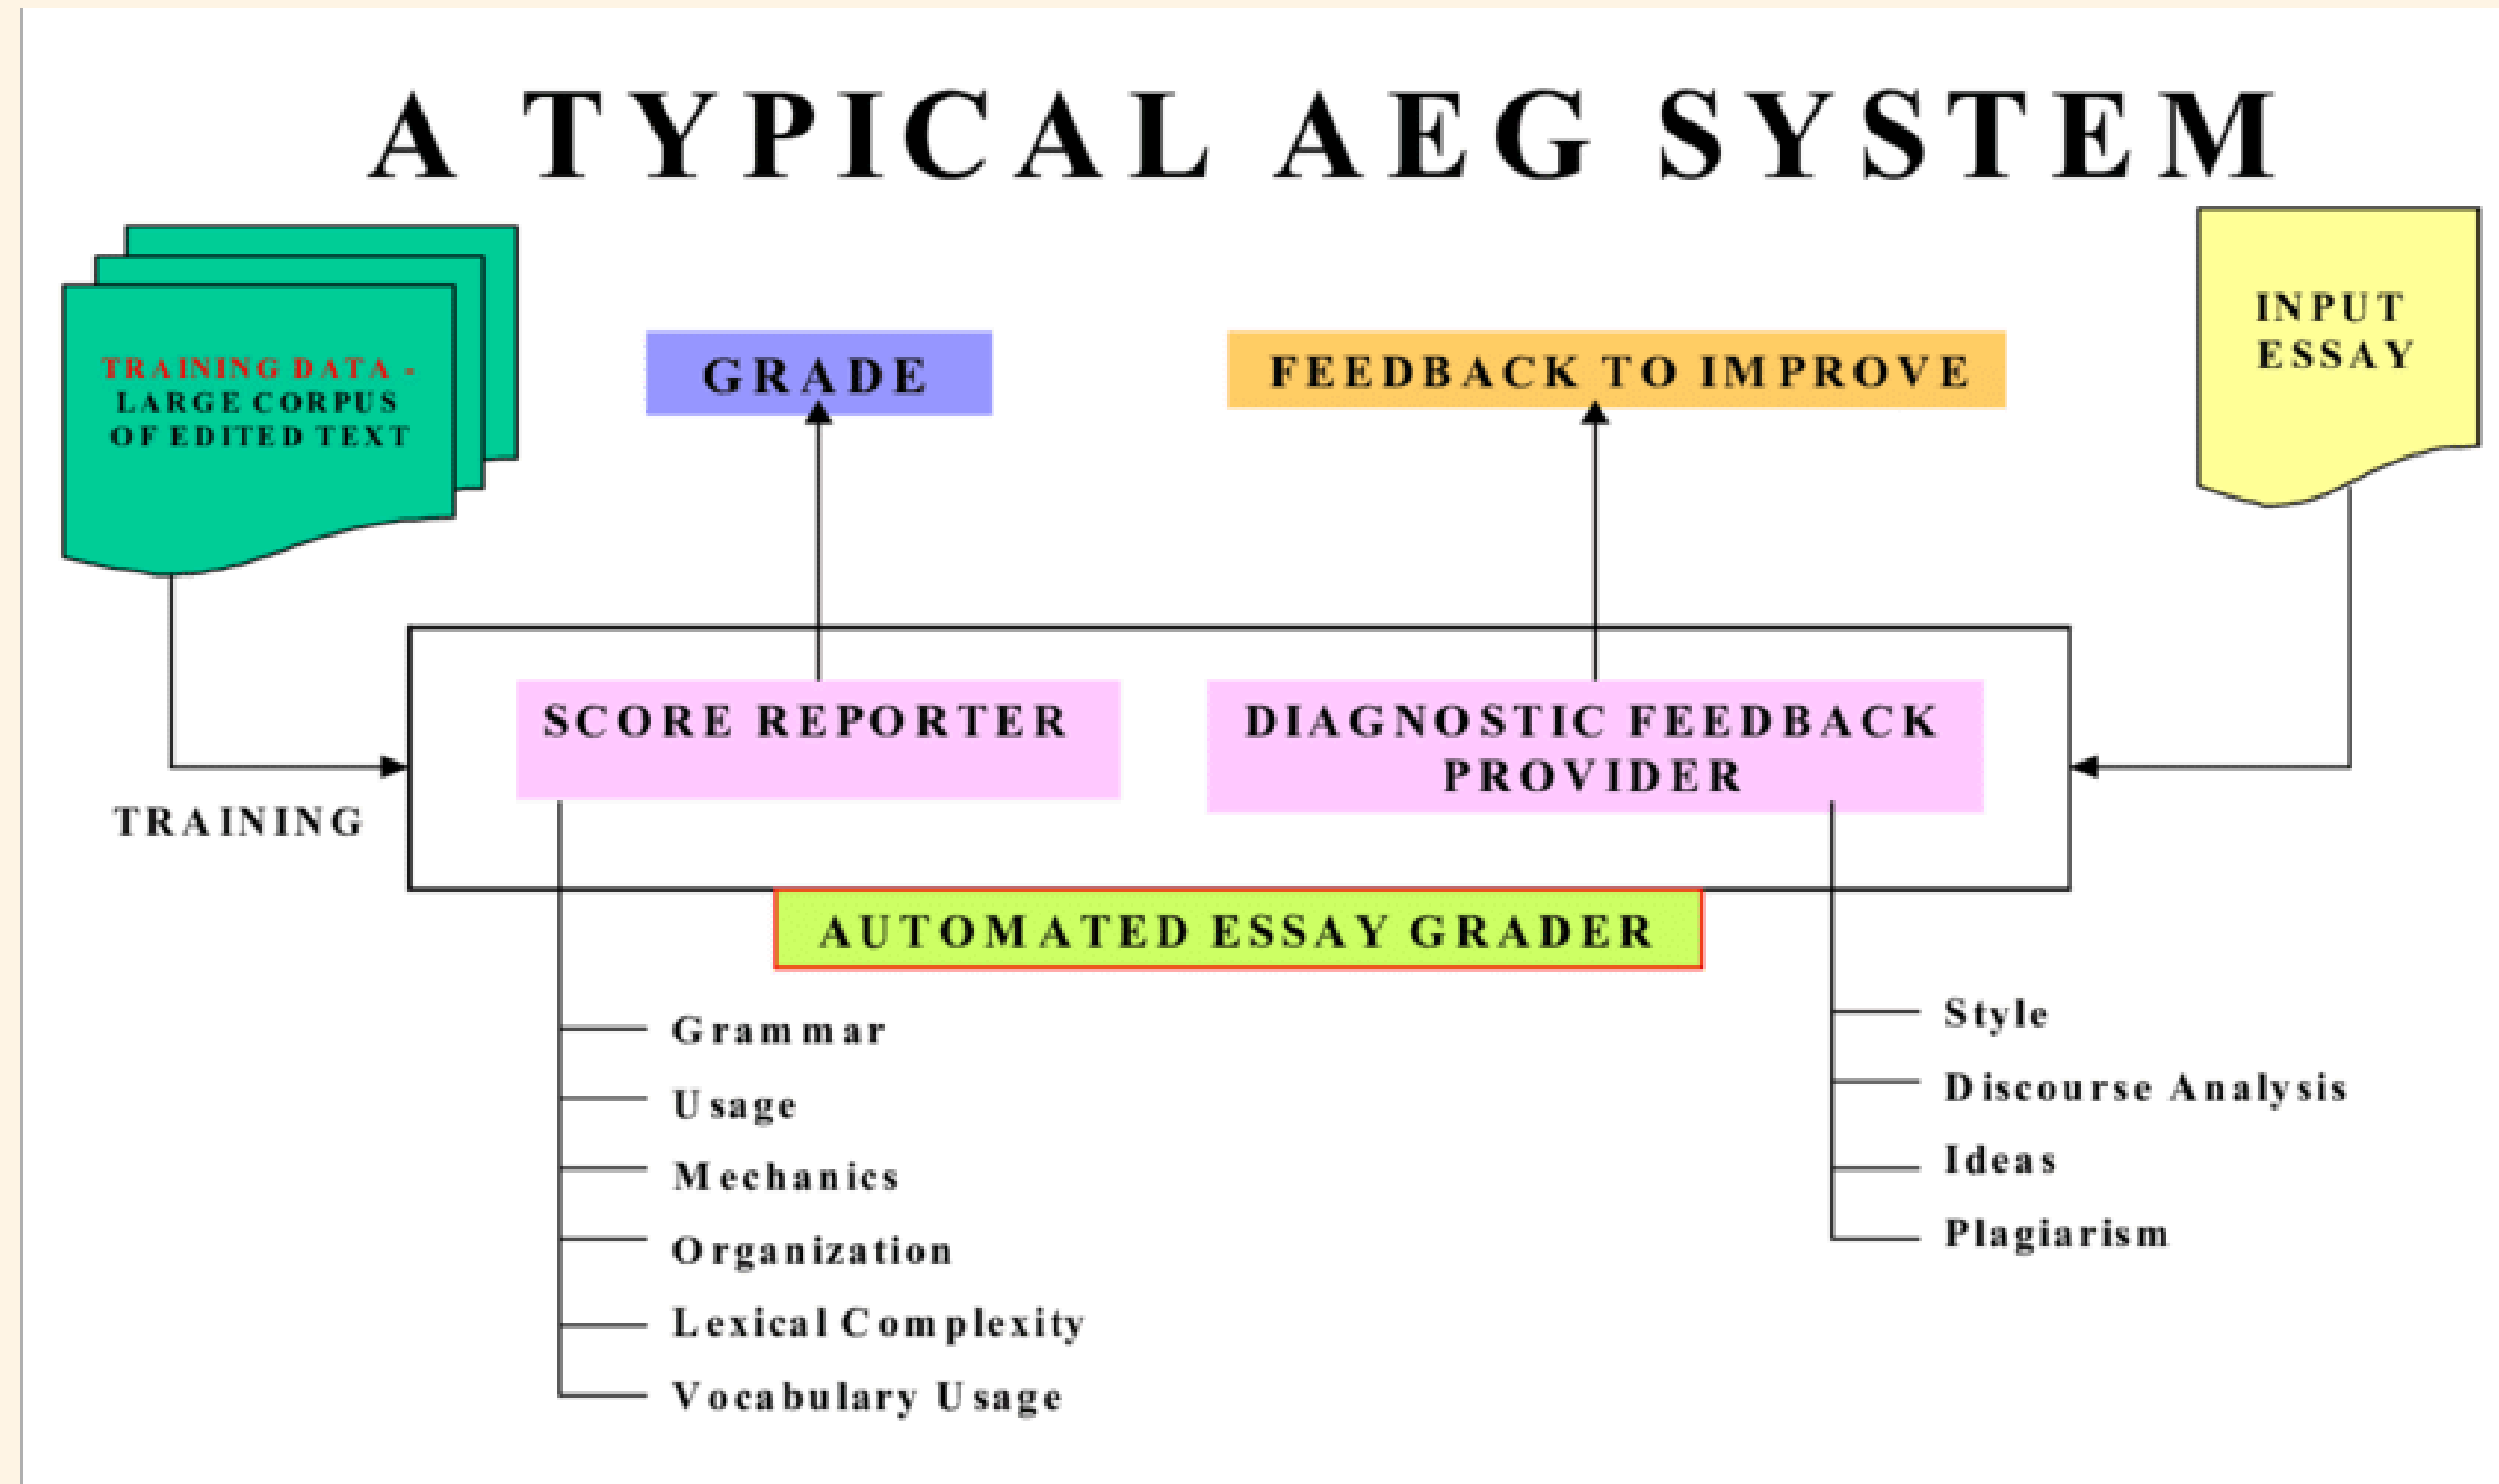 A TYPICAL AEG SYSTEM
TRAINING DATA -
LARGE CORPUS
OF EDITED TEXT
GRADE
FEEDBACK TO IMPROVE
INPUT
ESSAY
SCORE REPORTER
DIAGNOSTIC FEEDBACK
PROVIDER
TRAINING
AUTOMATED ESSAY GRADER
Grammar
Usage
Mechanics
Organization
Lexical Complexity
Vocabulary Usage
Style
Discourse Analysis
Ideas
Plagiarism